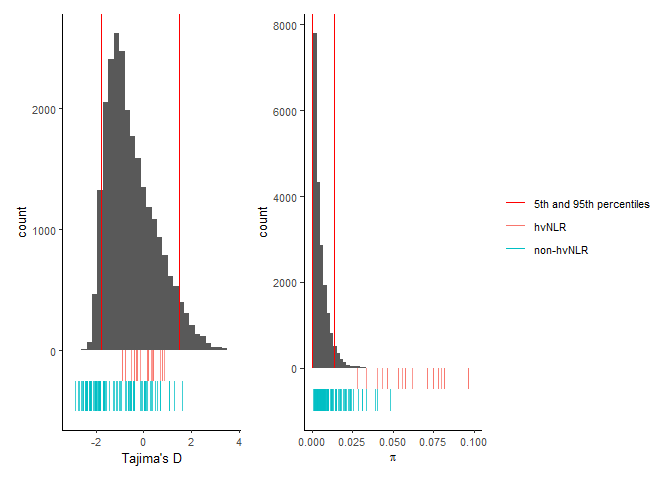 count
2000
1000
0
-2
0
2
4
Tajima's D
count
8000
6000
4000
2000
0
0.000
0.025
0.050
0.075
0.100
π
5th and 95th percentiles
hvNLR
non-hvNLR